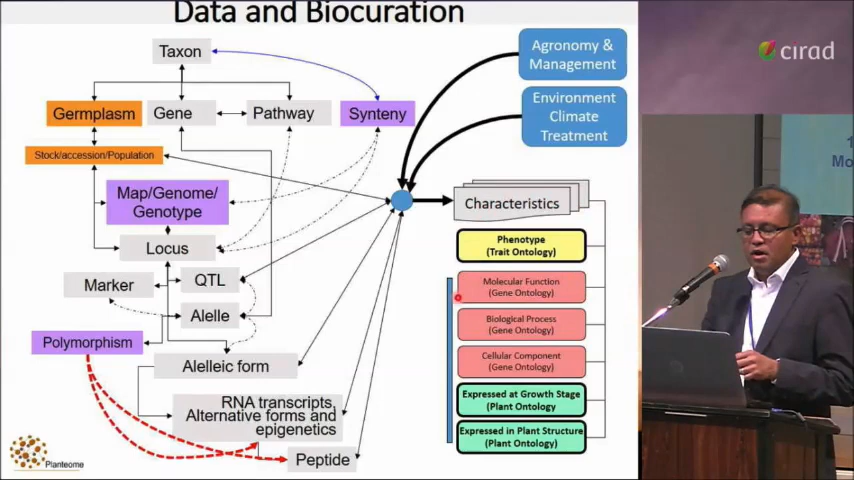 Data and Biocuration
cirad
Taxon
Agronomy &
Management
Germplasm
Gene
Pathway
Synteny
Environment
Climate
Treatment
Stock/accession/Population
Map/Genome/
Genotype
Characteristics
Locus
Phenotype
(Trait Ontology)
Marker
QTL
Molecular Function
(Gene Ontology)
Alelle
Biological Process
(Gene Ontology)
Polymorphism
Alelleic form
Cellular Component
(Gene Ontology)
RNA transcripts,
Alternative forms and
epigenetics
Expressed at Growth Stage
(Plant Ontology
Expressed in Plant Structure
(Plant Ontology)
Peptide
Planteome